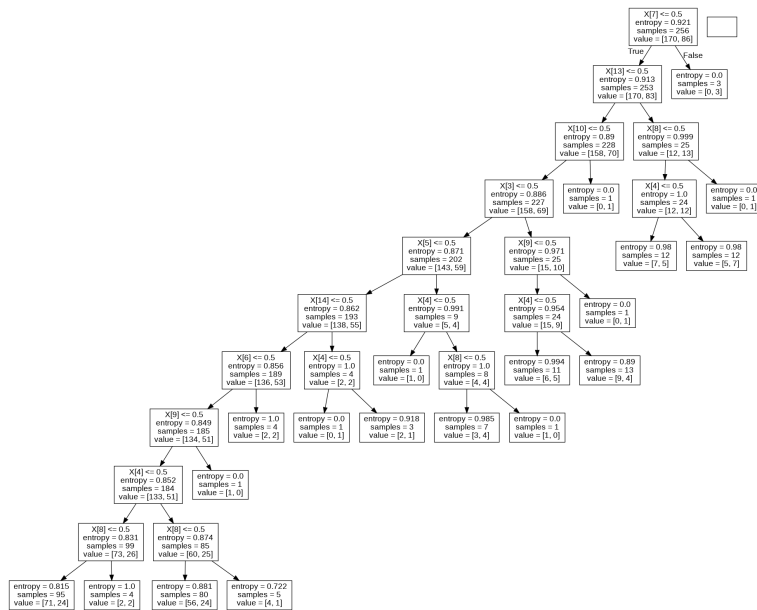 X[7] <= 0.5
entropy = 0.921
samples = 256
value = [170, 86]
True
False
X[13] <= 0.5
entropy = 0.913
samples = 253
value = [170, 83]
entropy = 0.0
samples = 3
value = [0, 3]
X[10] <= 0.5
entropy = 0.89
samples = 228
value = [158, 70]
X[8] <= 0.5
entropy = 0.999
samples = 25
value = [12, 13]
X[3] <= 0.5
entropy = 0.886
samples = 227
value = [158, 69]
entropy = 0.0
samples = 1
value = [0, 1]
X[4] <= 0.5
entropy = 1.0
samples = 24
value = [12, 12]
entropy = 0.0
samples = 1
value = [0, 1]
X[5] <= 0.5
entropy = 0.871
samples = 202
value = [143, 59]
X[9] <= 0.5
entropy = 0.971
samples = 25
value = [15, 10]
entropy = 0.98
samples = 12
value = [7, 5]
entropy = 0.98
samples = 12
value = [5, 7]
X[14] <= 0.5
entropy = 0.862
samples = 193
value = [138, 55]
X[4] <= 0.5
entropy = 0.991
samples = 9
value = [5, 4]
X[4] <= 0.5
entropy = 0.954
samples = 24
value = [15, 9]
entropy = 0.0
samples = 1
value = [0, 1]
X[6] <= 0.5
entropy = 0.856
samples = 189
value = [136, 53]
X[4] <= 0.5
entropy = 1.0
samples = 4
value = [2, 2]
entropy = 0.0
samples = 1
value = [1, 0]
X[8] <= 0.5
entropy = 1.0
samples = 8
value = [4, 4]
entropy = 0.994
samples = 11
value = [6, 5]
entropy = 0.89
samples = 13
value = [9, 4]
X[9] <= 0.5
entropy = 0.849
samples = 185
value = [134, 51]
entropy = 1.0
samples = 4
value = [2, 2]
entropy = 0.0
samples = 1
value = [0, 1]
entropy = 0.918
samples = 3
value = [2, 1]
entropy = 0.985
samples = 7
value = [3, 4]
entropy = 0.0
samples = 1
value = [1, 0]
X[4] <= 0.5
entropy = 0.852
samples = 184
value = [133, 51]
entropy = 0.0
samples = 1
value = [1, 0]
X[8] <= 0.5
entropy = 0.831
samples = 99
value = [73, 26]
X[8] <= 0.5
entropy = 0.874
samples = 85
value = [60, 25]
entropy = 0.815
samples = 95
value = [71, 24]
entropy = 1.0
samples = 4
value = [2, 2]
entropy = 0.881
samples = 80
value = [56, 24]
entropy = 0.722
samples = 5
value = [4, 1]